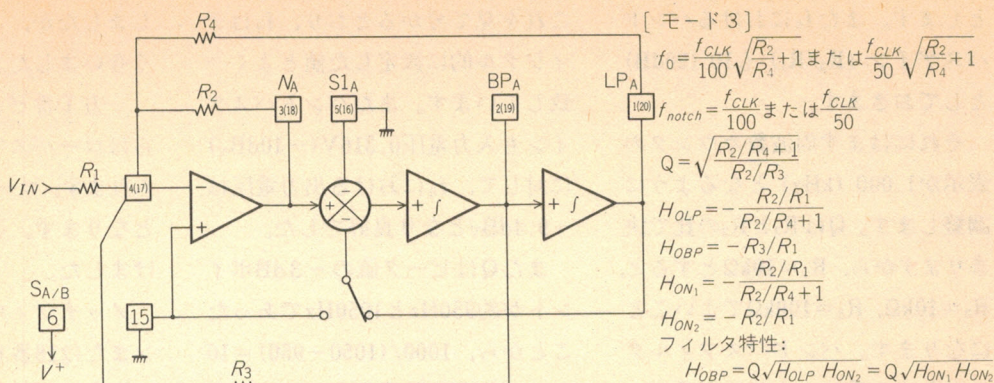 [モード3]
R4
R2
NA
3(18)
S1A
5(16)
BPA
2(19)
LPA
1(20)
R1
VIN
4(17)
−
+
+
−
+ ∫
+ ∫
SA/B
6
V+
15
R3
f0=fCLK/100 √(R2/R4+1) または fCLK/50 √(R2/R4+1)
fnotch=fCLK/100 または fCLK/50
Q=√((R2/R4+1)/(R2/R3))
HOLP=−(R2/R1)/(R2/R4+1)
HOBP=−R3/R1
HON1=−(R2/R1)/(R2/R4+1)
HON2=−R2/R1
フィルタ特性:
HOBP=Q√HOLP HON2=Q√HON1 HON2